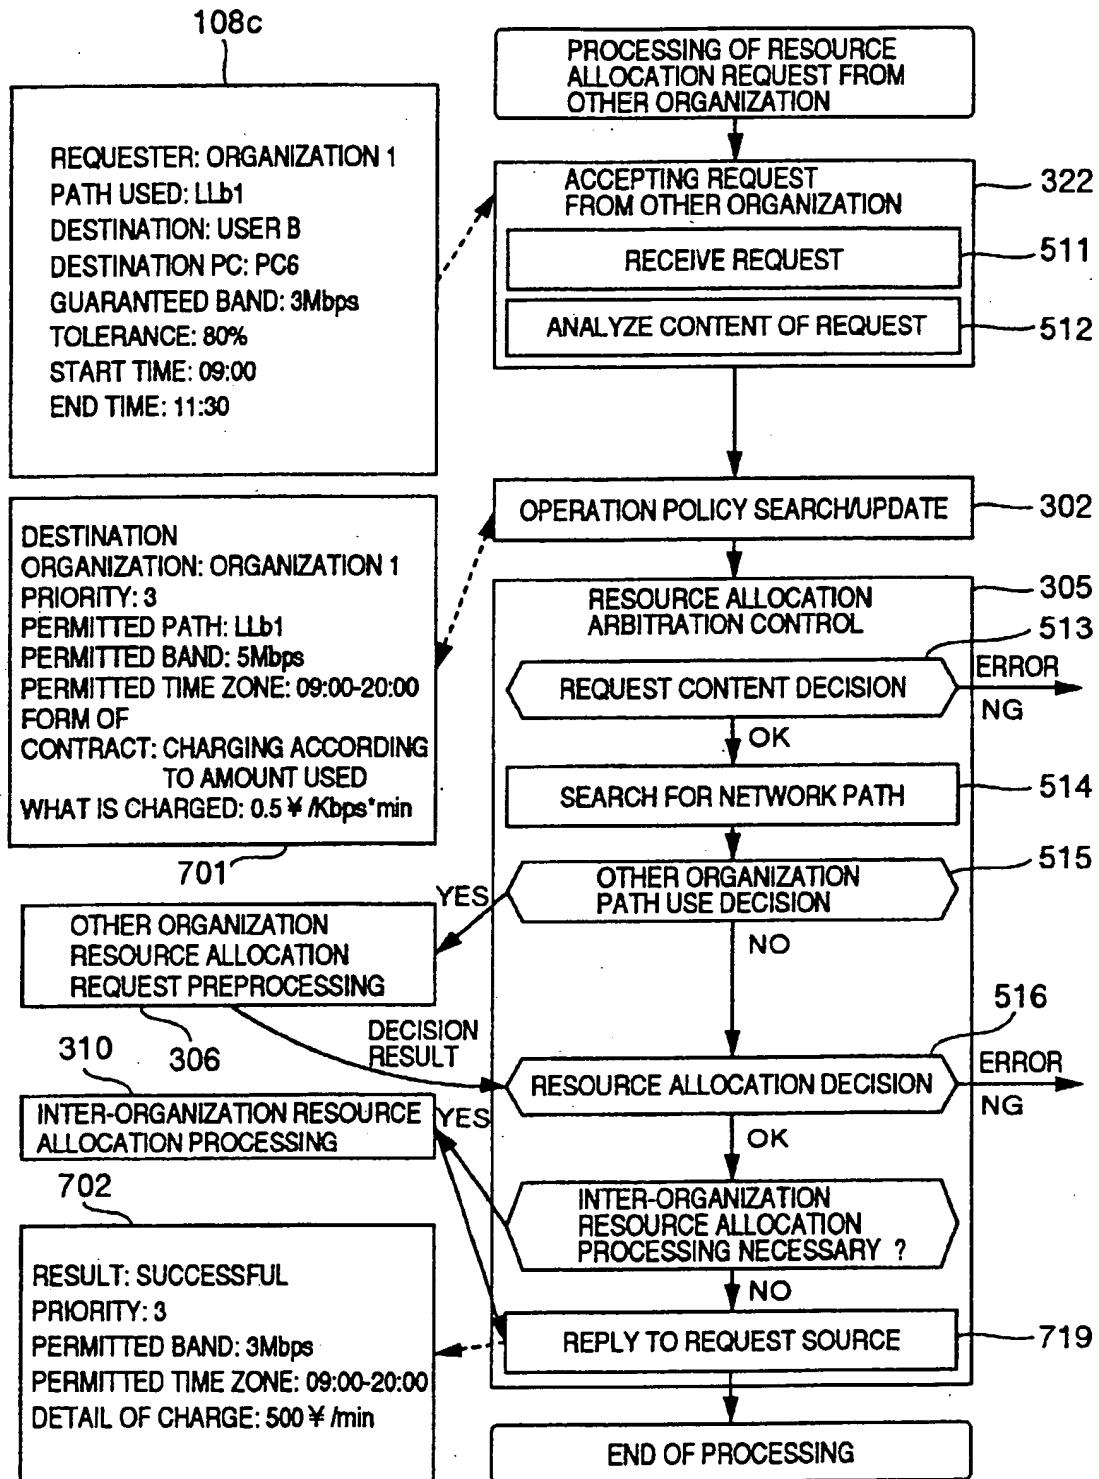 108c
PROCESSING OF RESOURCE
ALLOCATION REQUEST FROM
OTHER ORGANIZATION
REQUESTER: ORGANIZATION 1
PATH USED: LLb1
DESTINATION: USER B
DESTINATION PC: PC6
GUARANTEED BAND: 3Mbps
TOLERANCE: 80%
START TIME: 09:00
END TIME: 11:30
ACCEPTING REQUEST
FROM OTHER ORGANIZATION
322
RECEIVE REQUEST
511
ANALYZE CONTENT OF REQUEST
512
OPERATION POLICY SEARCH/UPDATE
302
DESTINATION
ORGANIZATION: ORGANIZATION 1
PRIORITY: 3
PERMITTED PATH: LLb1
PERMITTED BAND: 5Mbps
PERMITTED TIME ZONE: 09:00-20:00
FORM OF
CONTRACT: CHARGING ACCORDING
TO AMOUNT USED
WHAT IS CHARGED: 0.5¥/Kbps*min
701
RESOURCE ALLOCATION
ARBITRATION CONTROL
305
513
REQUEST CONTENT DECISION
ERROR
NG
OK
SEARCH FOR NETWORK PATH
514
OTHER ORGANIZATION
PATH USE DECISION
515
YES
NO
OTHER ORGANIZATION
RESOURCE ALLOCATION
REQUEST PREPROCESSING
306
DECISION
RESULT
516
RESOURCE ALLOCATION DECISION
ERROR
NG
OK
310
INTER-ORGANIZATION RESOURCE
ALLOCATION PROCESSING
YES
INTER-ORGANIZATION
RESOURCE ALLOCATION
PROCESSING NECESSARY ?
NO
702
RESULT: SUCCESSFUL
PRIORITY: 3
PERMITTED BAND: 3Mbps
PERMITTED TIME ZONE: 09:00-20:00
DETAIL OF CHARGE: 500¥/min
REPLY TO REQUEST SOURCE
719
END OF PROCESSING